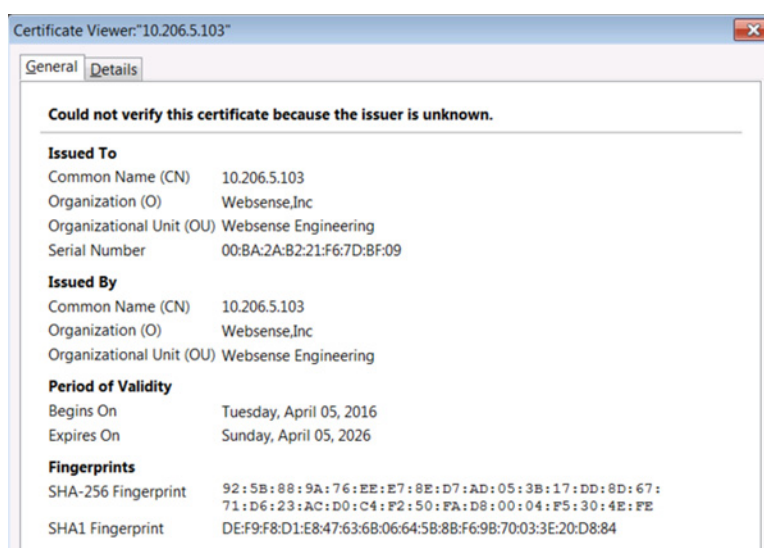 Certificate Viewer:"10.206.5.103"
General Details
Could not verify this certificate because the issuer is unknown.
Issued To
Common Name (CN) 10.206.5.103
Organization (O) Websense,Inc
Organizational Unit (OU) Websense Engineering
Serial Number 00:BA:2A:B2:21:F6:7D:BF:09
Issued By
Common Name (CN) 10.206.5.103
Organization (O) Websense,Inc
Organizational Unit (OU) Websense Engineering
Period of Validity
Begins On Tuesday, April 05, 2016
Expires On Sunday, April 05, 2026
Fingerprints
SHA-256 Fingerprint 92:5B:88:9A:76:EE:E7:8E:D7:AD:05:3B:17:DD:8D:67:
71:D6:23:AC:D0:C4:F2:50:FA:D8:00:04:F5:30:4E:FE
SHA1 Fingerprint DE:F9:F8:D1:E8:47:63:6B:06:64:5B:8B:F6:9B:70:03:3E:20:D8:84